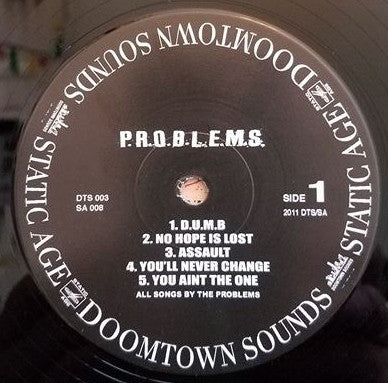 DOOMTOWN SOUNDS
STATIC AGE
DOOMTOWN SOUNDS
STATIC AGE
P.R.O.B.L.E.M.S.
DTS 003
SA 008
SIDE 1
2011 DTS/SA
1. D.U.M.B
2. NO HOPE IS LOST
3. ASSAULT
4. YOU'LL NEVER CHANGE
5. YOU AINT THE ONE
ALL SONGS BY THE PROBLEMS